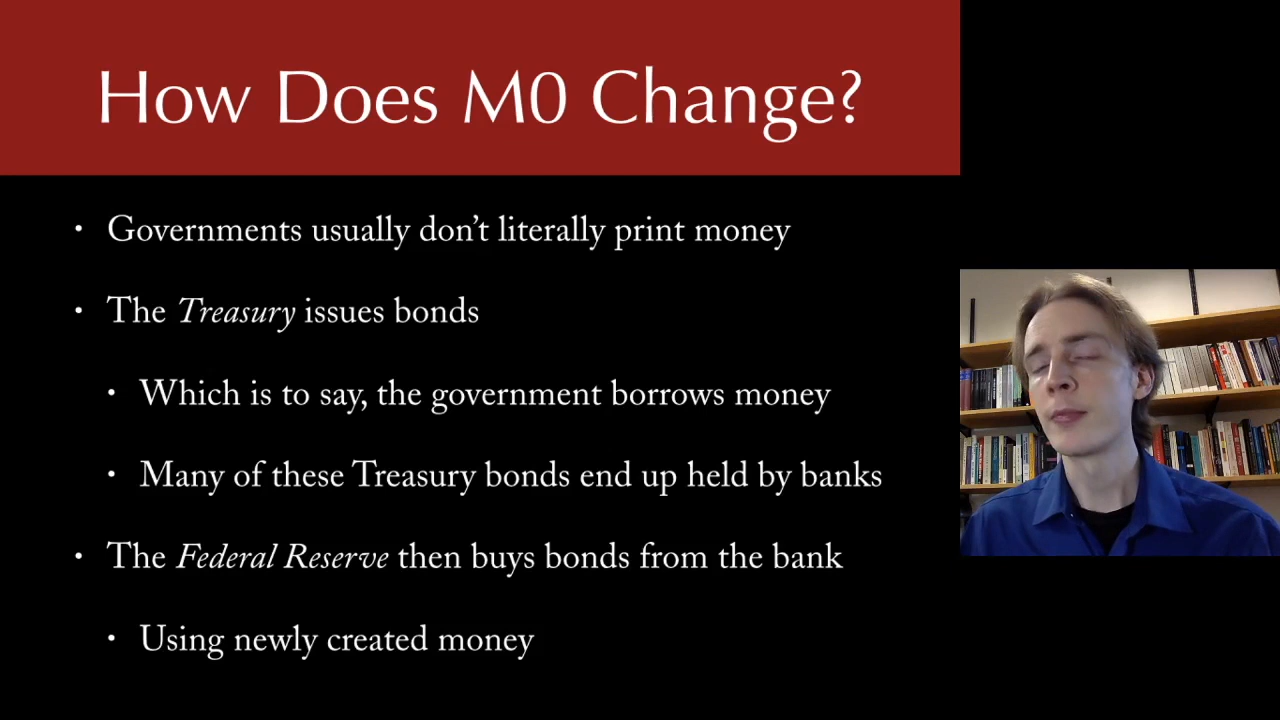 How Does M0 Change?
• Governments usually don’t literally print money
• The Treasury issues bonds
• Which is to say, the government borrows money
• Many of these Treasury bonds end up held by banks
• The Federal Reserve then buys bonds from the bank
• Using newly created money